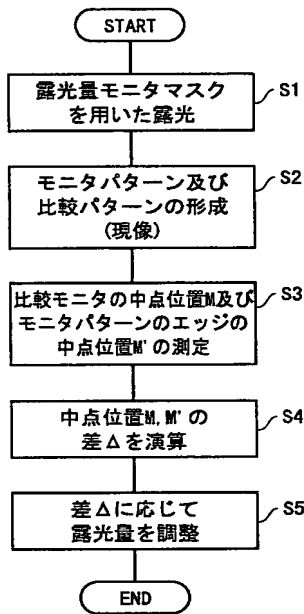 START
露光量モニタマスク
を用いた露光
S1
モニタパターン及び
比較パターンの形成
(現像)
S2
比較モニタの中点位置M及び
モニタパターンのエッジの
中点位置M'の測定
S3
中点位置M,M'の
差Δを演算
S4
差Δに応じて
露光量を調整
S5
END